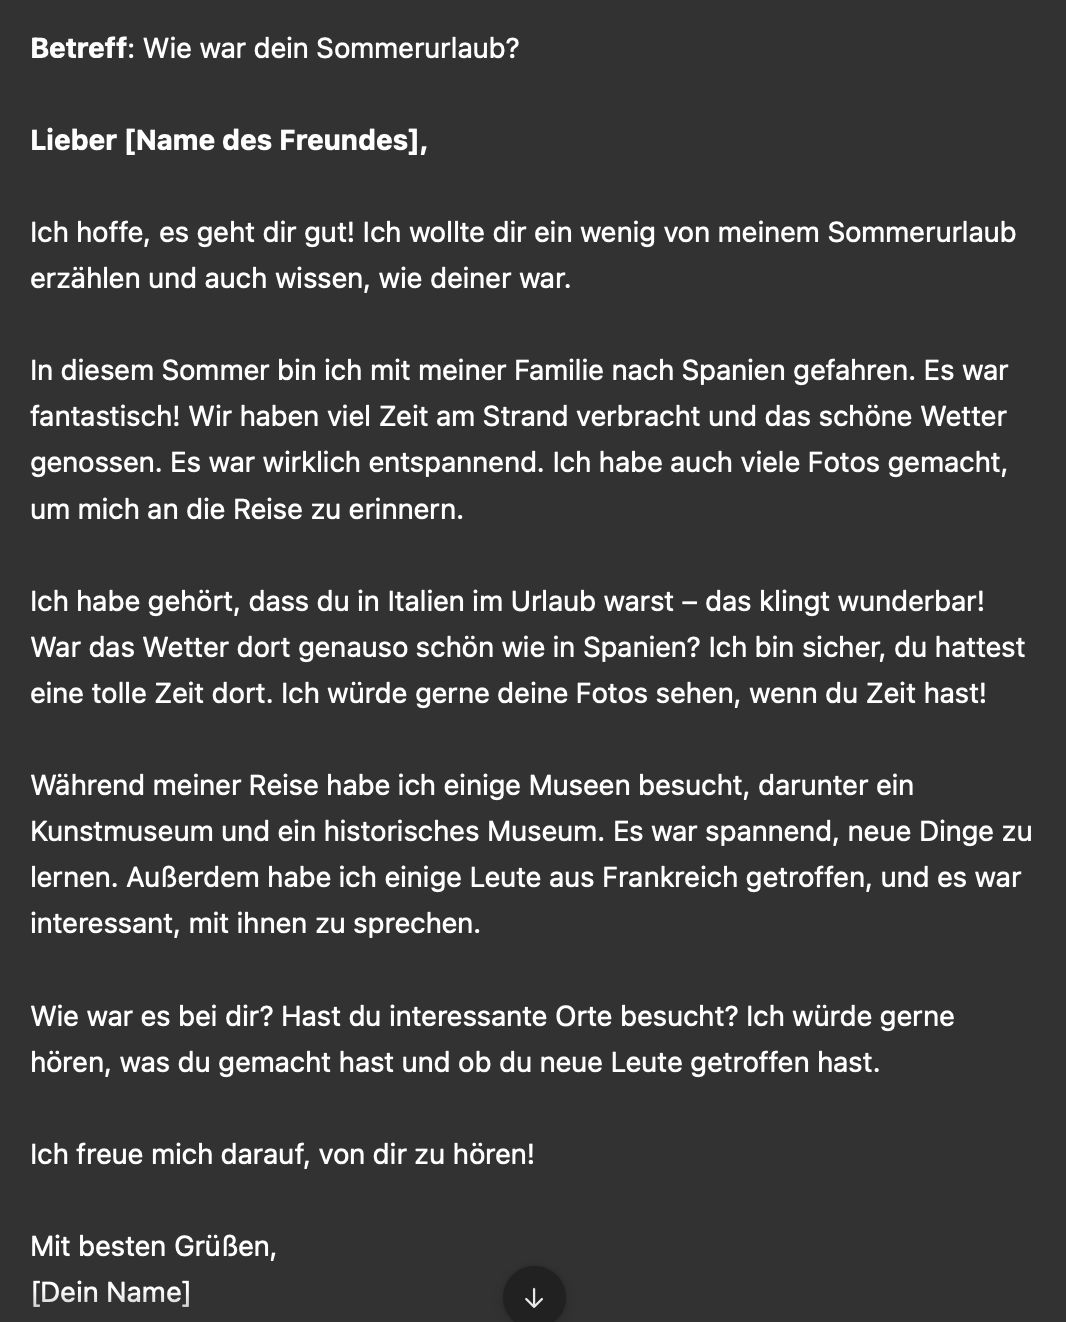 Betreff: Wie war dein Sommerurlaub?
Lieber [Name des Freundes],
Ich hoffe, es geht dir gut! Ich wollte dir ein wenig von meinem Sommerurlaub
erzählen und auch wissen, wie deiner war.
In diesem Sommer bin ich mit meiner Familie nach Spanien gefahren. Es war
fantastisch! Wir haben viel Zeit am Strand verbracht und das schöne Wetter
genossen. Es war wirklich entspannend. Ich habe auch viele Fotos gemacht,
um mich an die Reise zu erinnern.
Ich habe gehört, dass du in Italien im Urlaub warst – das klingt wunderbar!
War das Wetter dort genauso schön wie in Spanien? Ich bin sicher, du hattest
eine tolle Zeit dort. Ich würde gerne deine Fotos sehen, wenn du Zeit hast!
Während meiner Reise habe ich einige Museen besucht, darunter ein
Kunstmuseum und ein historisches Museum. Es war spannend, neue Dinge zu
lernen. Außerdem habe ich einige Leute aus Frankreich getroffen, und es war
interessant, mit ihnen zu sprechen.
Wie war es bei dir? Hast du interessante Orte besucht? Ich würde gerne
hören, was du gemacht hast und ob du neue Leute getroffen hast.
Ich freue mich darauf, von dir zu hören!
Mit besten Grüßen,
[Dein Name]